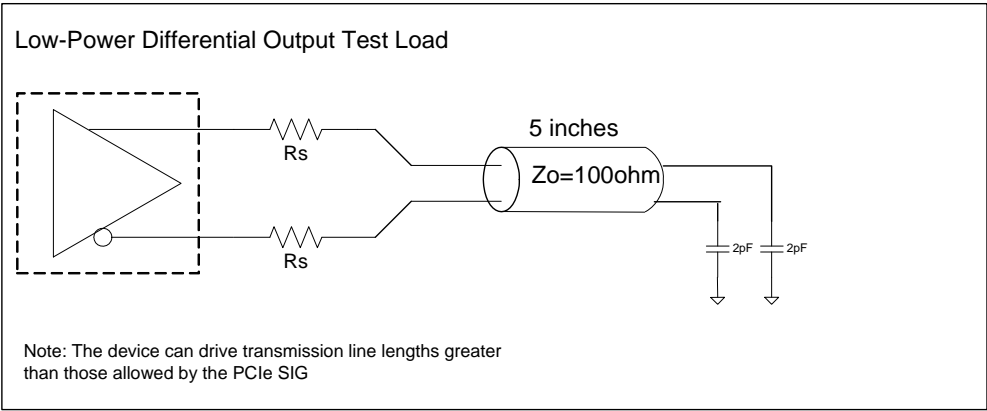 Low-Power Differential Output Test Load
Rs
5 inches
Zo=100ohm
Rs
2pF 2pF
Note: The device can drive transmission line lengths greater
than those allowed by the PCIe SIG